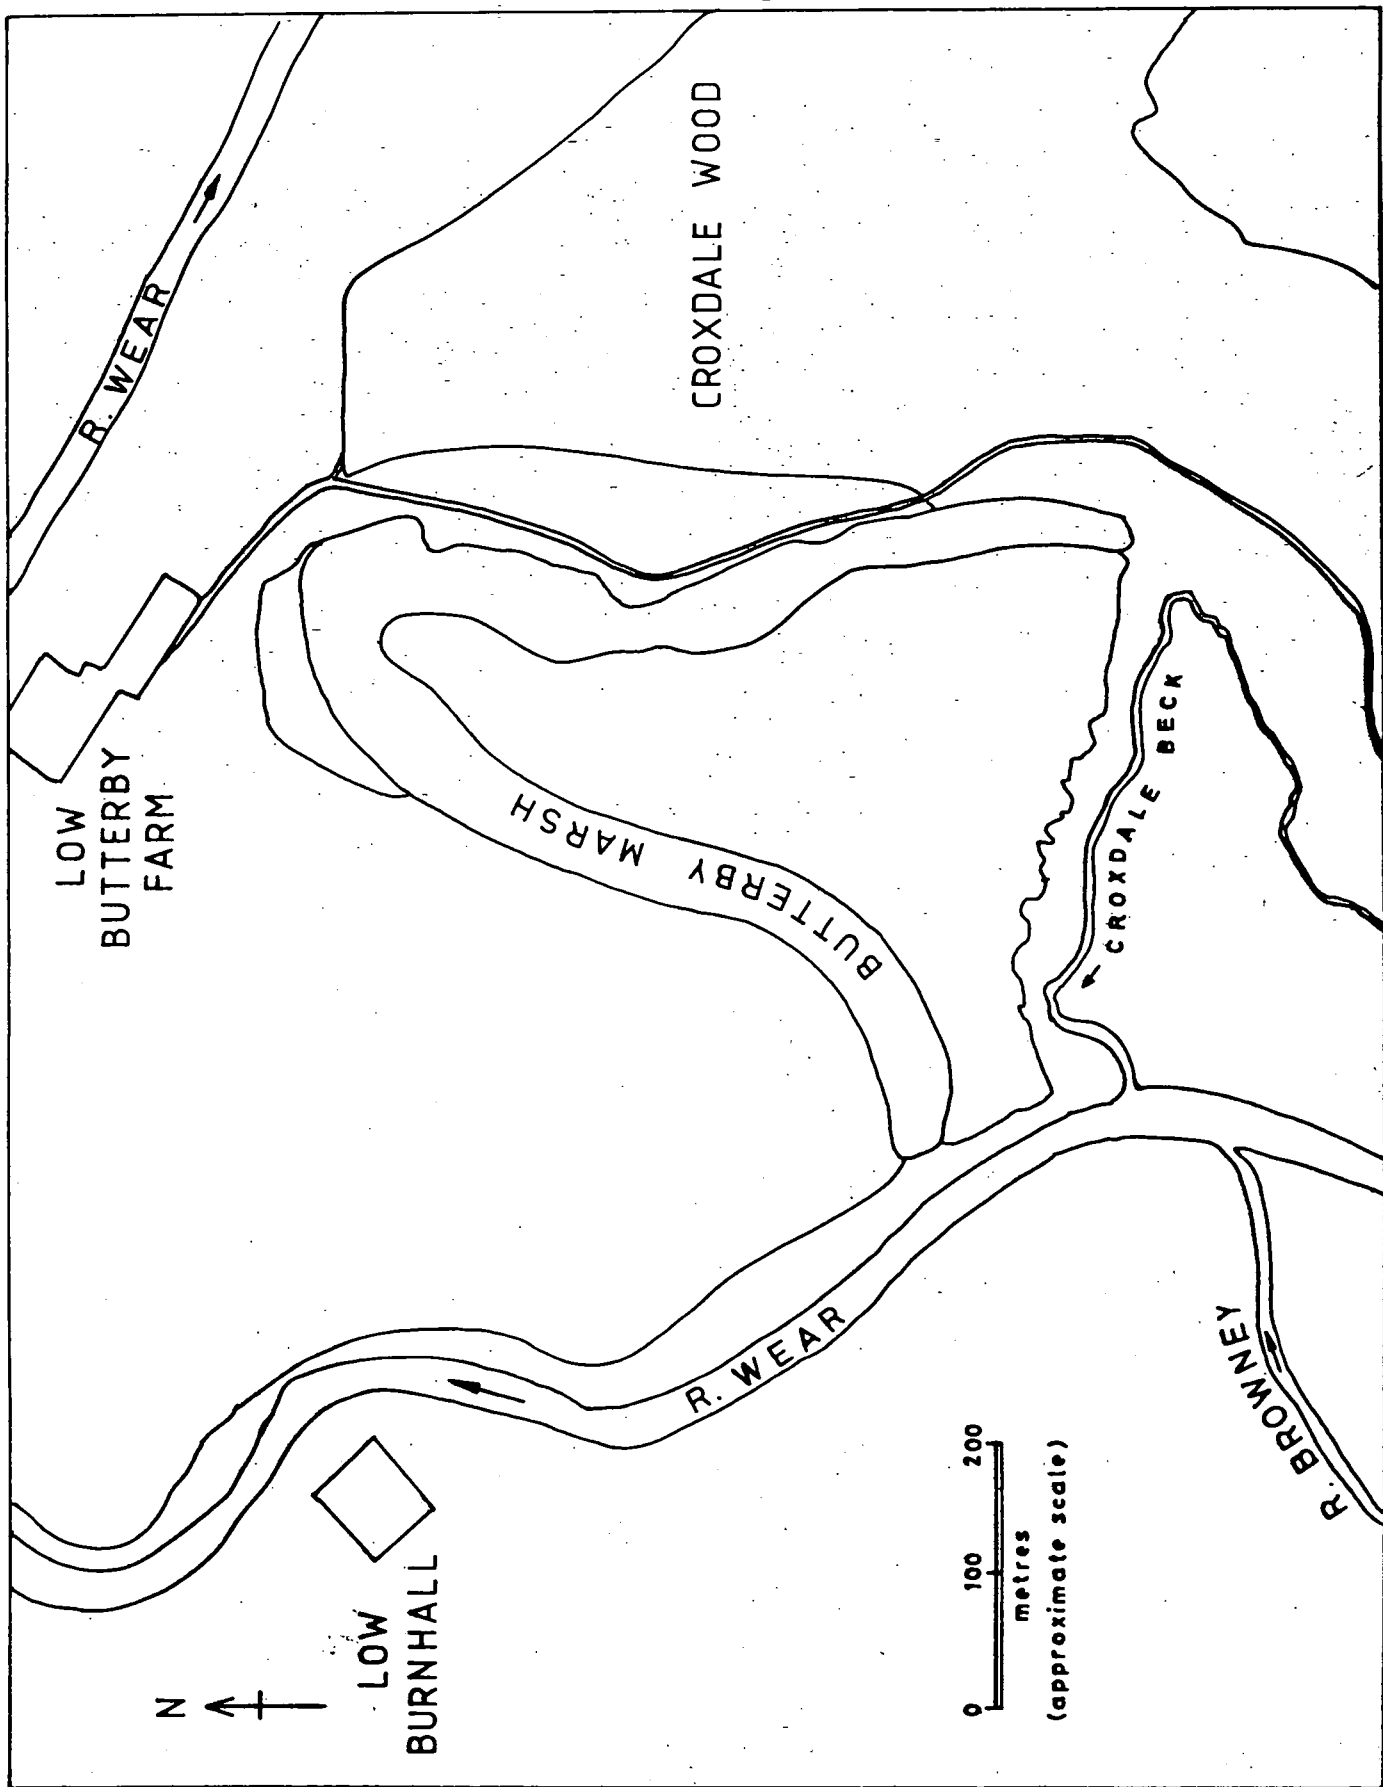 R. WEAR
LOW
BUTTERBY
FARM
CROXDALE WOOD
BUTTERBY MARSH
CROXDALE BECK
N
LOW
BURNHALL
R. WEAR
R. BROWNEY
0 100 200
metres
(approximate scale)